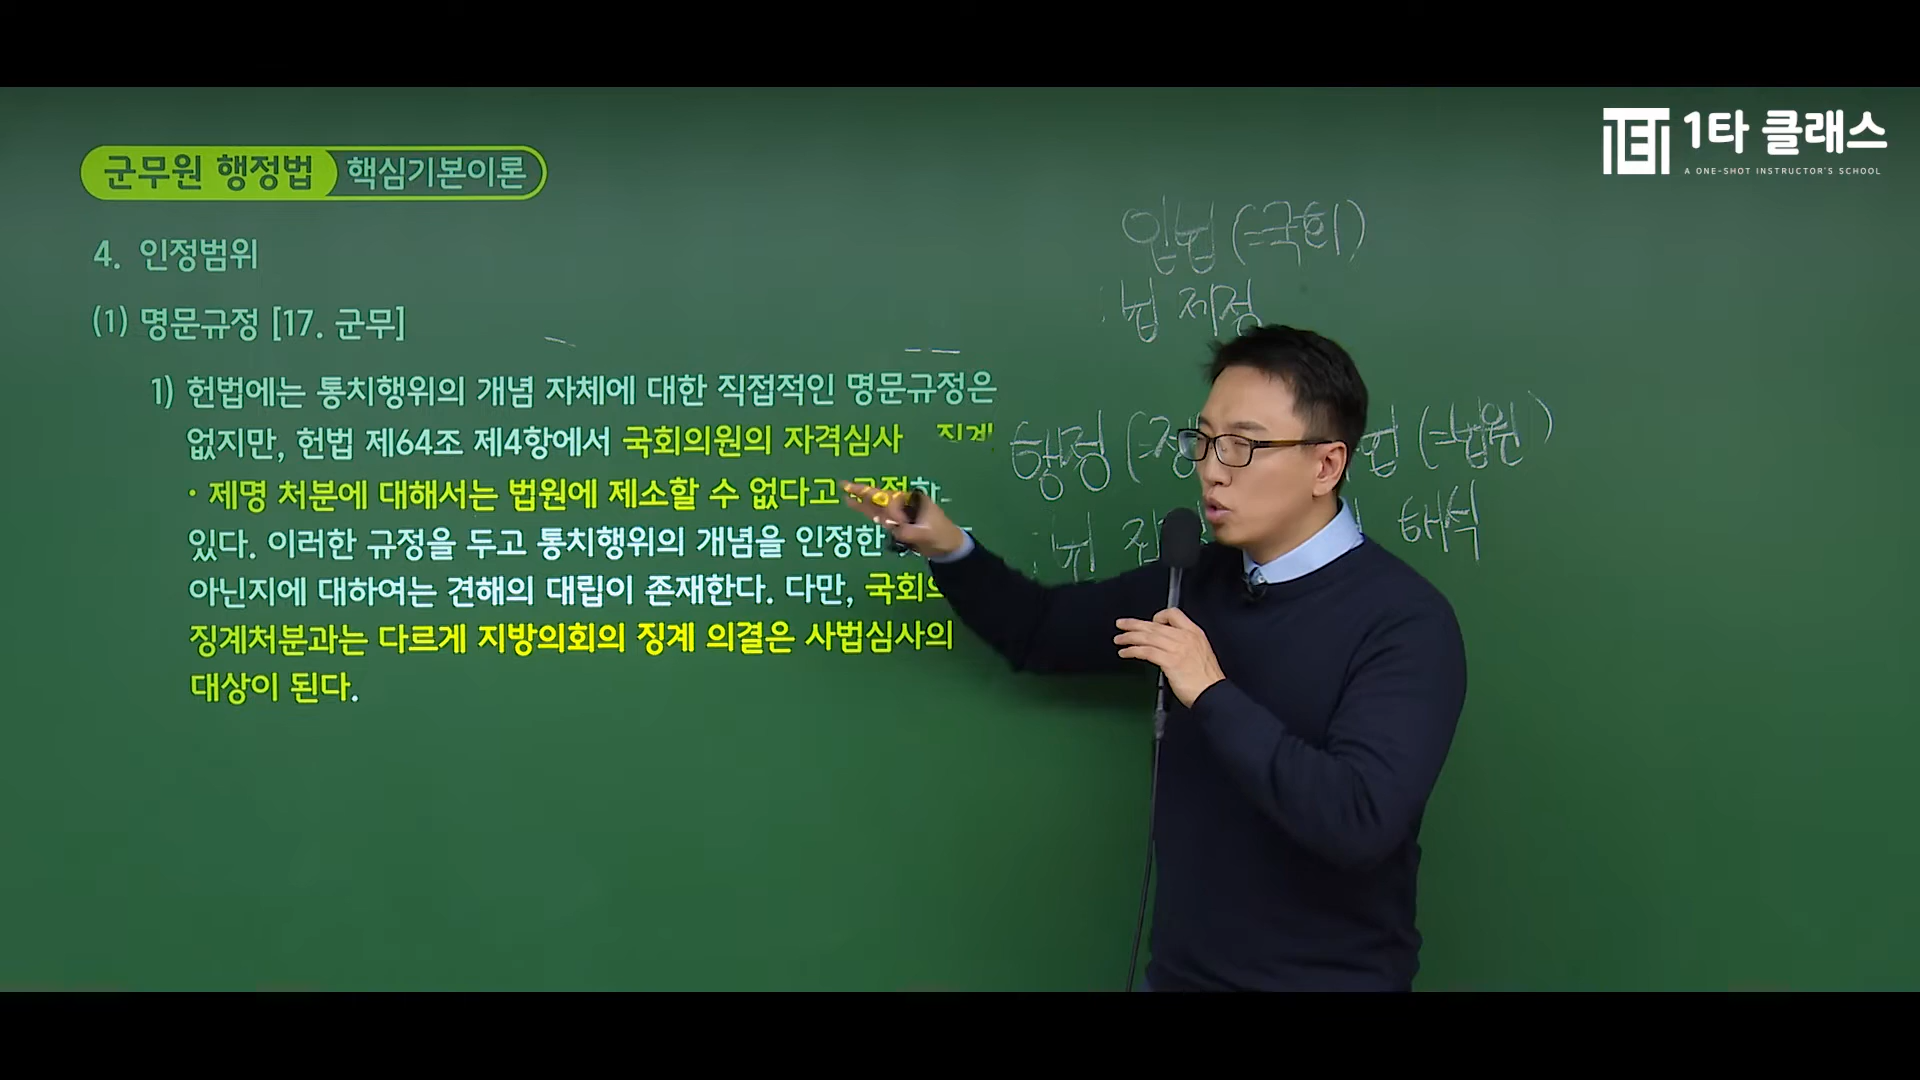 1타 클래스
A ONE-SHOT INSTRUCTOR'S SCHOOL
군무원 행정법 핵심기본이론
4. 인정범위
(1) 명문규정 [17. 군무]
1) 헌법에는 통치행위의 개념 자체에 대한 직접적인 명문규정은
없지만, 헌법 제64조 제4항에서 국회의원의 자격심사 징계
· 제명 처분에 대해서는 법원에 제소할 수 없다고
있다. 이러한 규정을 두고 통치행위의 개념을 인정한
아닌지에 대하여는 견해의 대립이 존재한다. 다만,
징계처분과는 다르게 지방의회의 징계 의결은 사법심사의
대상이 된다.
입법 (=국회)
: 법 제정
행정 (= (=법원)
: 법 해석